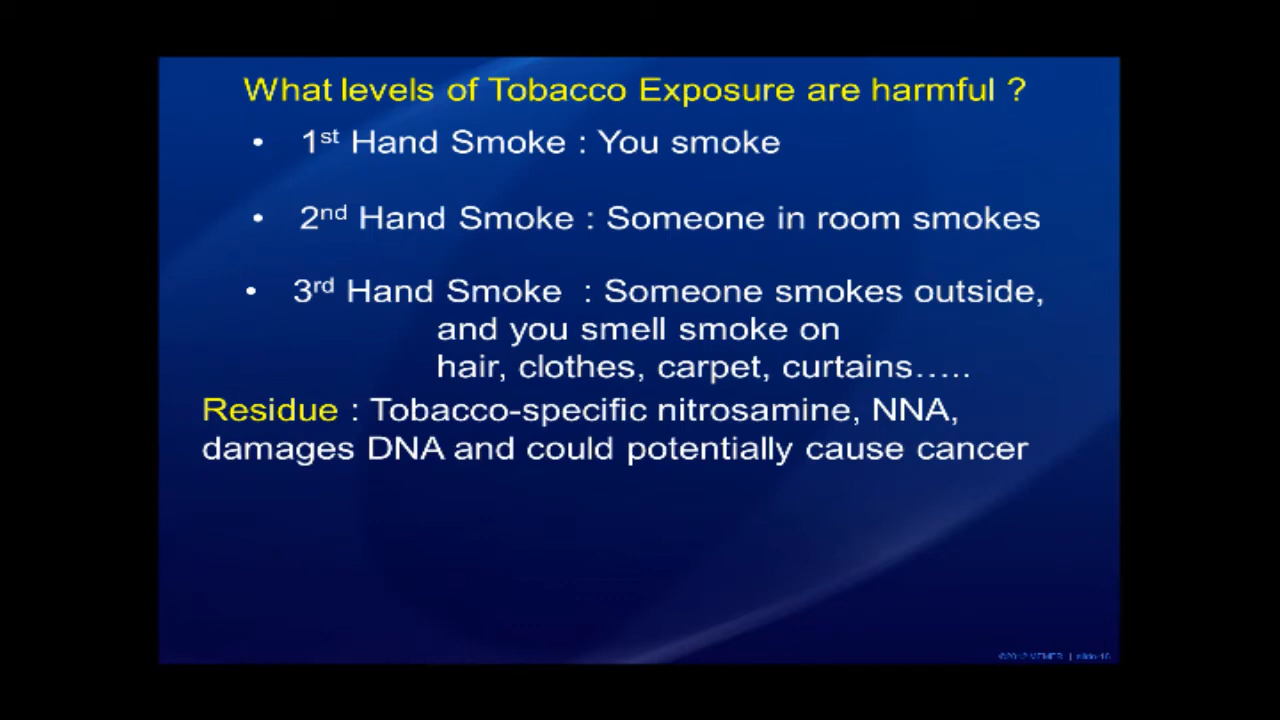 What levels of Tobacco Exposure are harmful ?
• 1st Hand Smoke : You smoke
• 2nd Hand Smoke : Someone in room smokes
• 3rd Hand Smoke : Someone smokes outside,
and you smell smoke on
hair, clothes, carpet, curtains…..
Residue : Tobacco-specific nitrosamine, NNA,
damages DNA and could potentially cause cancer